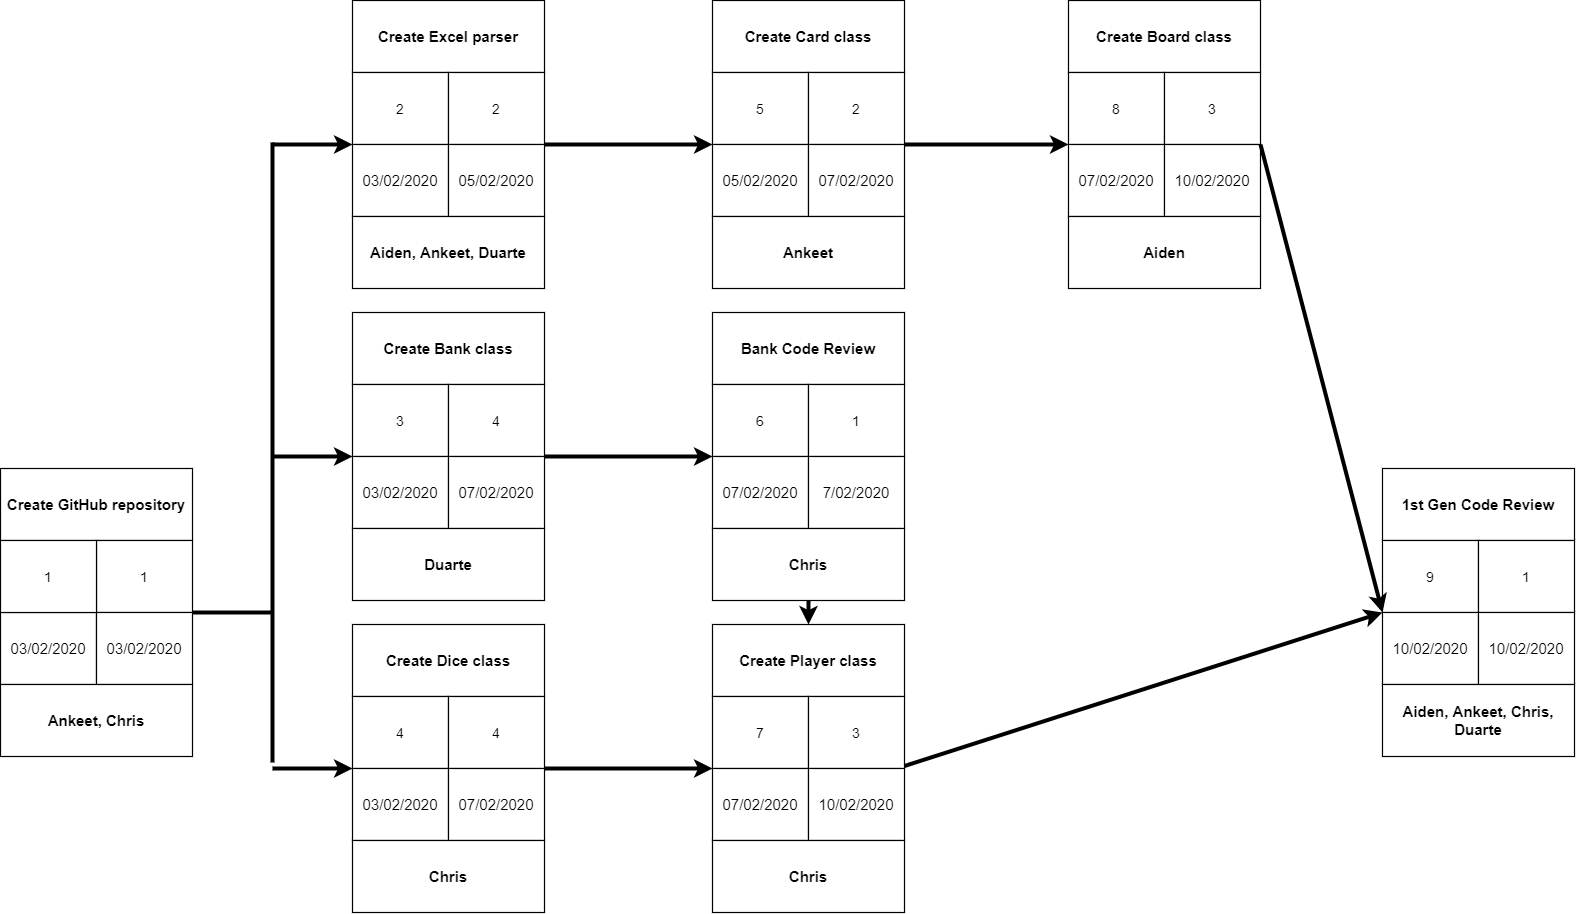 Create Excel parser
2
2
03/02/2020
05/02/2020
Aiden, Ankeet, Duarte
Create Card class
5
2
05/02/2020
07/02/2020
Ankeet
Create Board class
8
3
07/02/2020
10/02/2020
Aiden
Create Bank class
3
4
03/02/2020
07/02/2020
Duarte
Bank Code Review
6
1
07/02/2020
7/02/2020
Chris
Create GitHub repository
1
1
03/02/2020
03/02/2020
Ankeet, Chris
Create Dice class
4
4
03/02/2020
07/02/2020
Chris
Create Player class
7
3
07/02/2020
10/02/2020
Chris
1st Gen Code Review
9
1
10/02/2020
10/02/2020
Aiden, Ankeet, Chris,
Duarte